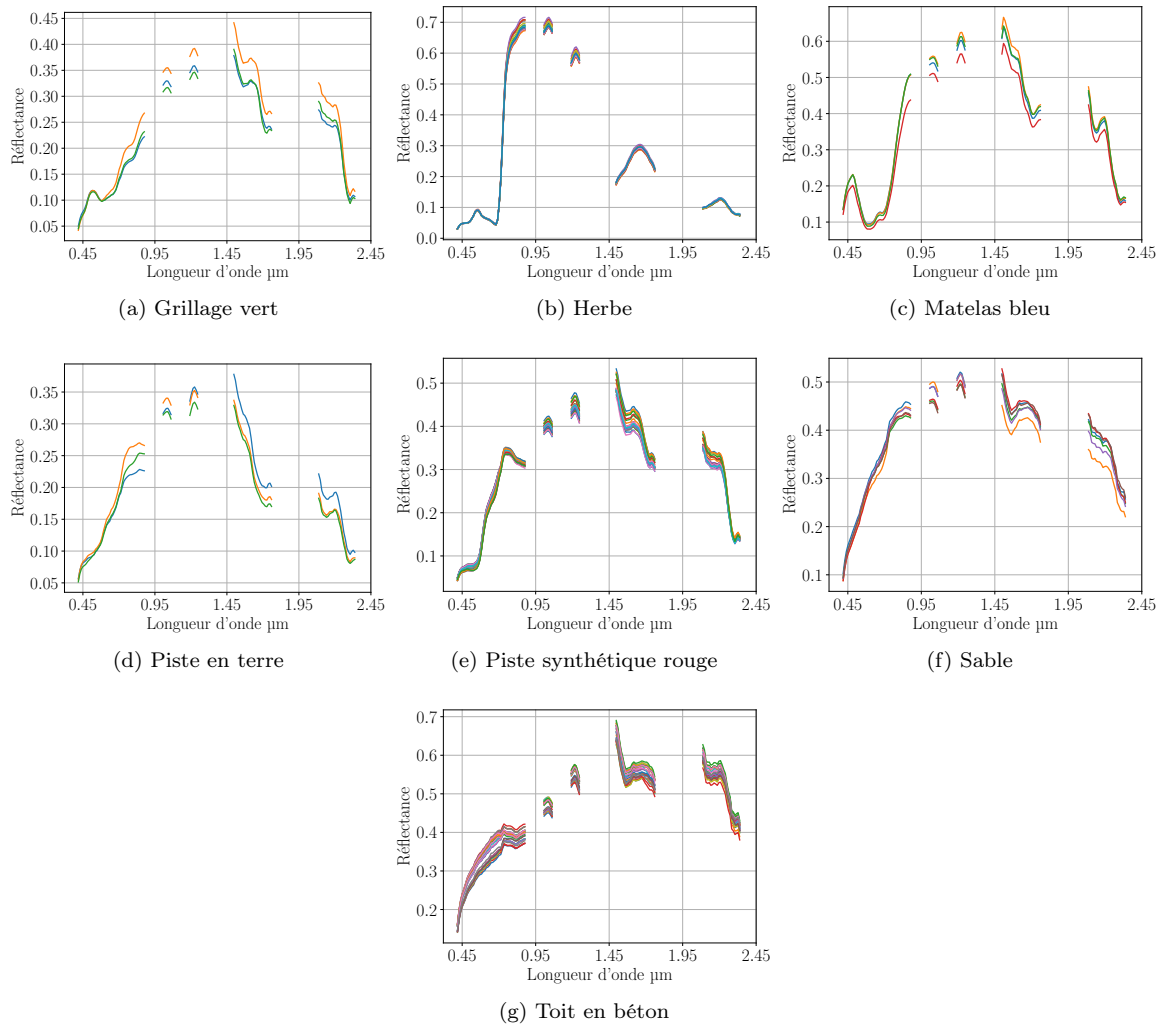 0.45
0.40
0.35
0.30
0.25
0.20
0.15
0.10
0.05
Réflectance
0.45 0.95 1.45 1.95 2.45
Longueur d'onde µm
(a) Grillage vert
0.7
0.6
0.5
0.4
0.3
0.2
0.1
0.0
Réflectance
0.45 0.95 1.45 1.95 2.45
Longueur d'onde µm
(b) Herbe
0.6
0.5
0.4
0.3
0.2
0.1
Réflectance
0.45 0.95 1.45 1.95 2.45
Longueur d'onde µm
(c) Matelas bleu
0.35
0.30
0.25
0.20
0.15
0.10
0.05
Réflectance
0.45 0.95 1.45 1.95 2.45
Longueur d'onde µm
(d) Piste en terre
0.5
0.4
0.3
0.2
0.1
Réflectance
0.45 0.95 1.45 1.95 2.45
Longueur d'onde µm
(e) Piste synthétique rouge
0.5
0.4
0.3
0.2
0.1
Réflectance
0.45 0.95 1.45 1.95 2.45
Longueur d'onde µm
(f) Sable
0.7
0.6
0.5
0.4
0.3
0.2
Réflectance
0.45 0.95 1.45 1.95 2.45
Longueur d'onde µm
(g) Toit en béton